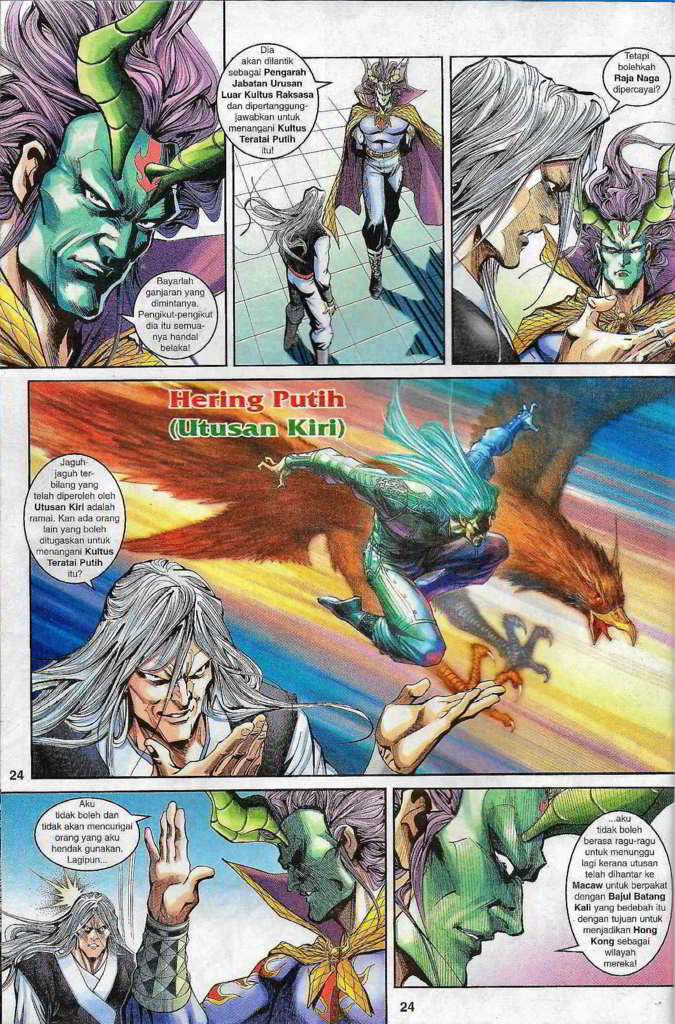 Bayarlah
ganjaran yang
dimintanya.
Pengikut-pengikut
dia itu semua-
nya handal
belaka!
Dia
akan dilantik
sebagai Pengarah
Jabatan Urusan
Luar Kultus Raksasa
dan dipertanggung-
jawabkan untuk
menangani Kultus
Teratai Putih
itu!
Tetapi
bolehkah
Raja Naga
dipercayai?
Hering Putih
(Utusan Kiri)
Jaguh-
jaguh ter-
bilang yang
telah diperoleh oleh
Utusan Kiri adalah
ramai. Kan ada orang
lain yang boleh
ditugaskan untuk
menangani Kultus
Teratai Putih
itu?
24
Aku
tidak boleh dan
tidak akan mencurigai
orang yang aku
hendak gunakan.
Lagipun...
...aku
tidak boleh
berasa ragu-ragu
untuk menunggu
lagi kerana utusan
telah dihantar ke
Macaw untuk berpakat
dengan Bajul Batang
Kali yang bedebah itu
dengan tujuan untuk
menjadikan Hong
Kong sebagai
wilayah
mereka!
24